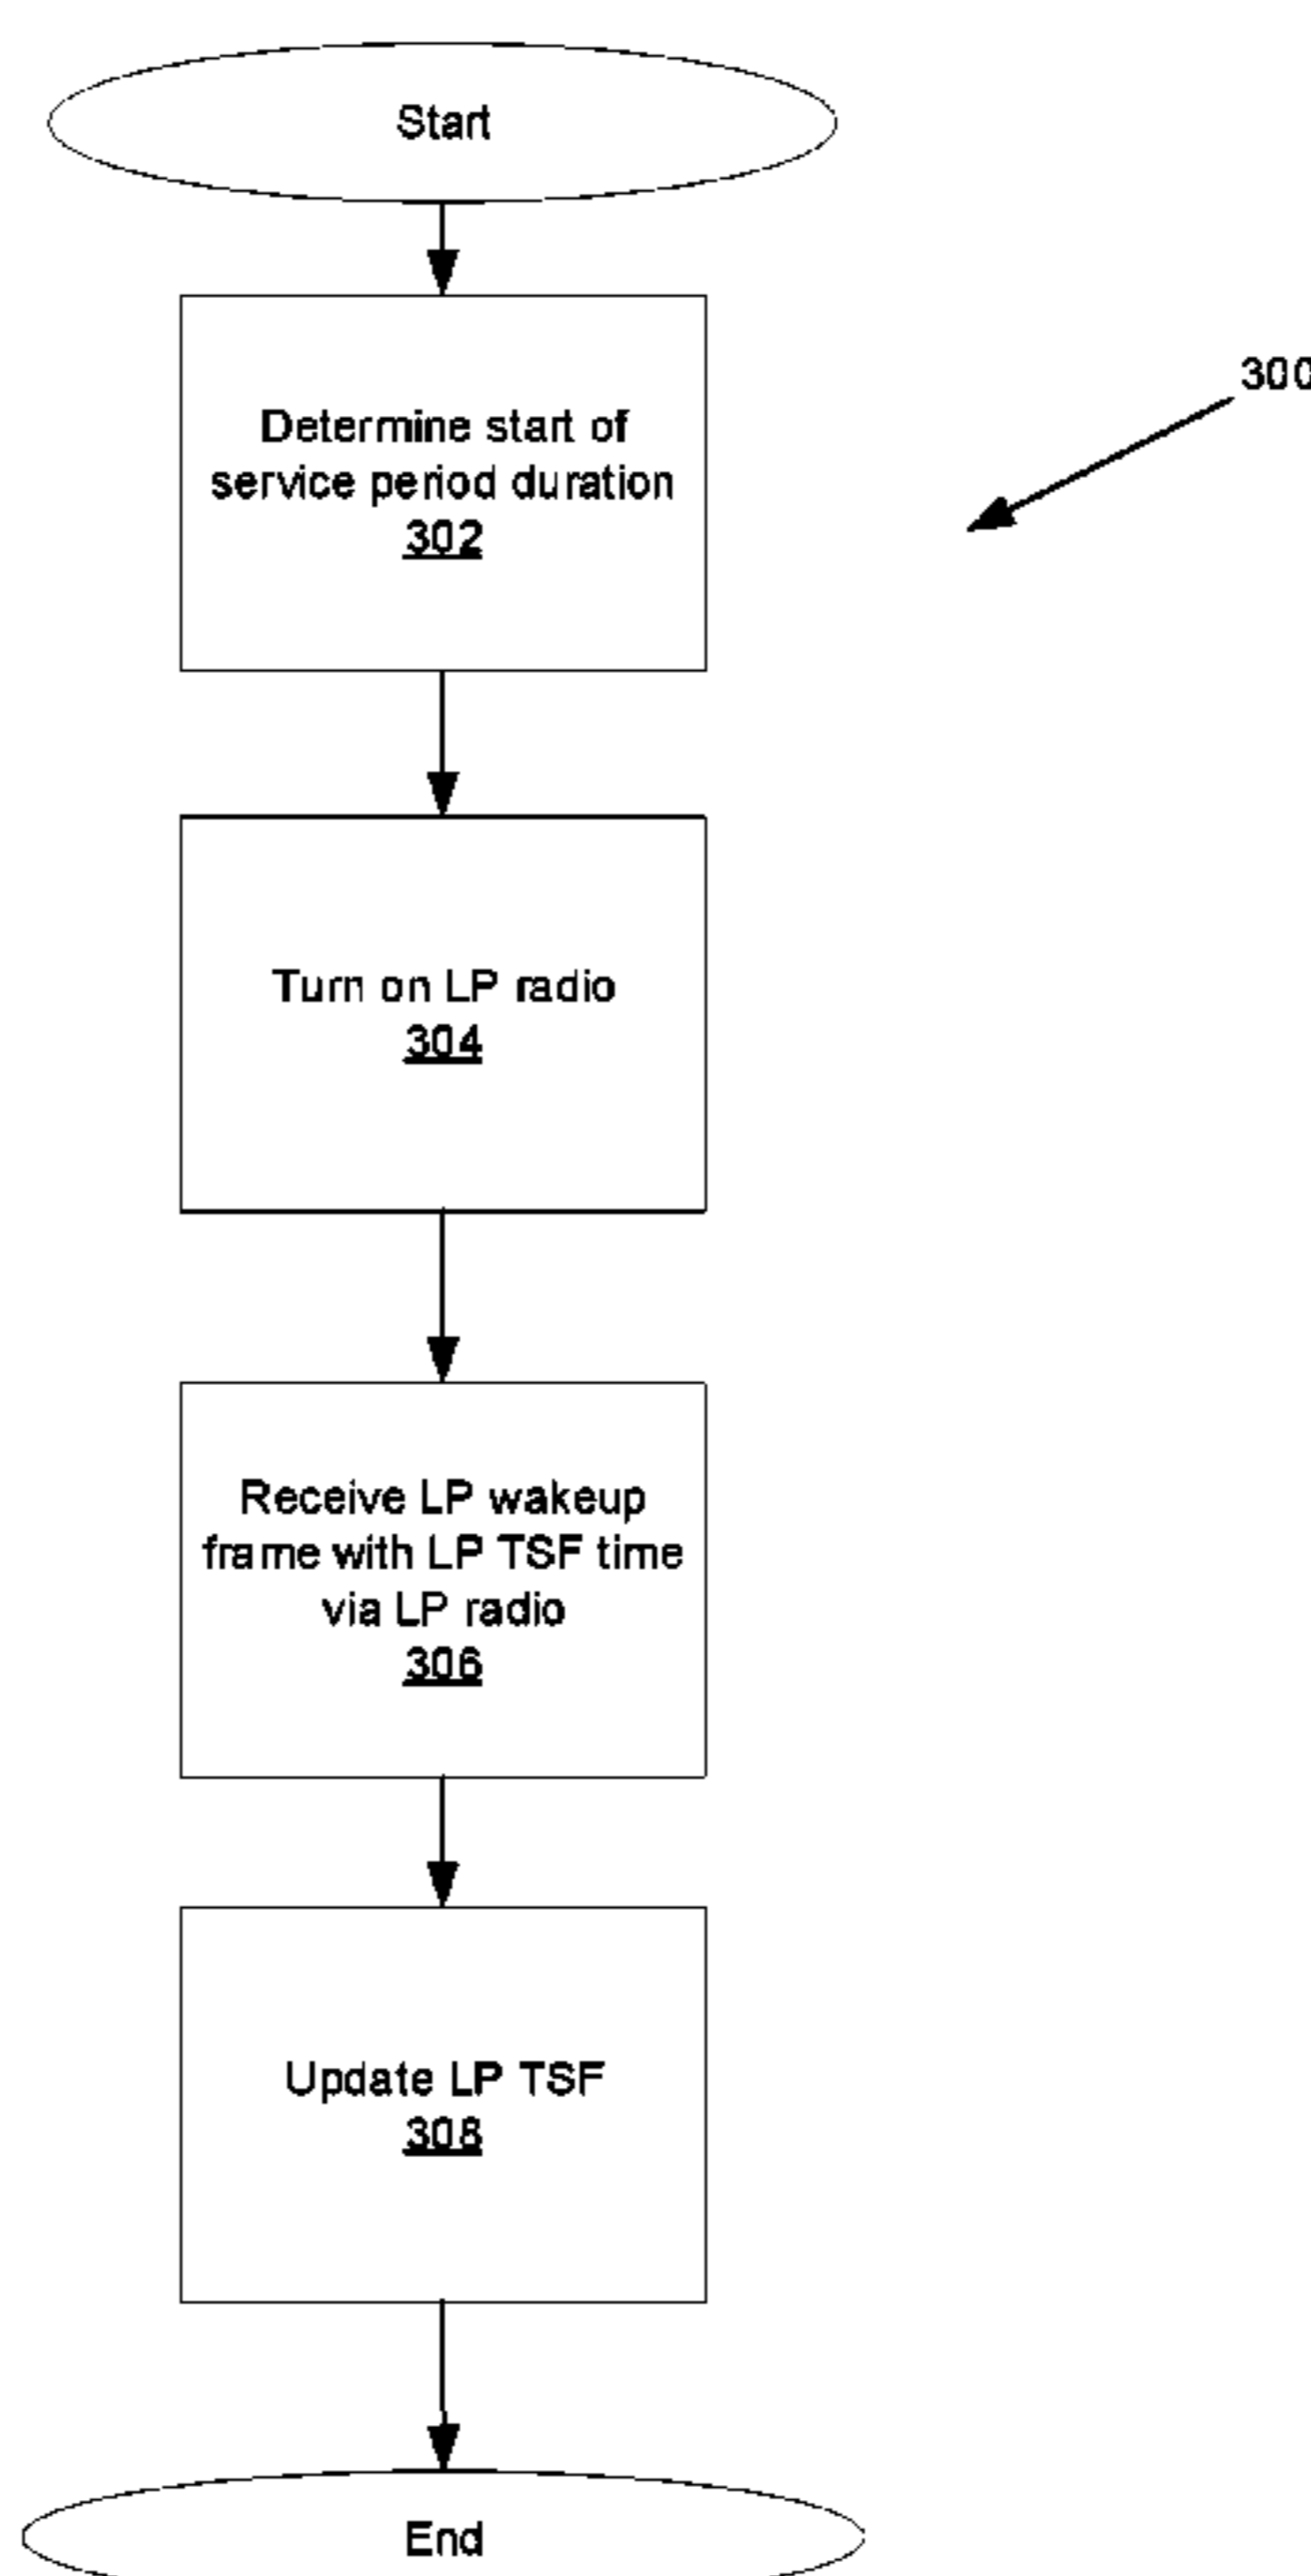 Start
300
Determine start of
service period duration
302
Turn on LP radio
304
Receive LP wakeup
frame with LP TSF time
via LP radio
306
Update LP TSF
308
End